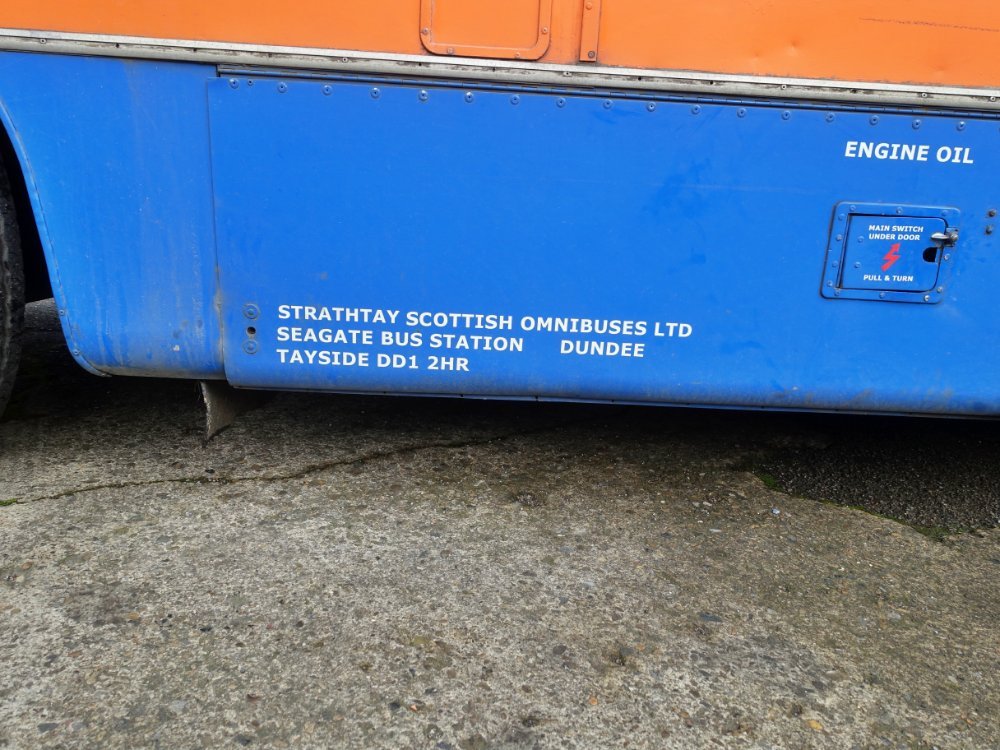 ENGINE OIL
MAIN SWITCH
UNDER DOOR
PULL & TURN
STRATHTAY SCOTTISH OMNIBUSES LTD
SEAGATE BUS STATION DUNDEE
TAYSIDE DD1 2HR